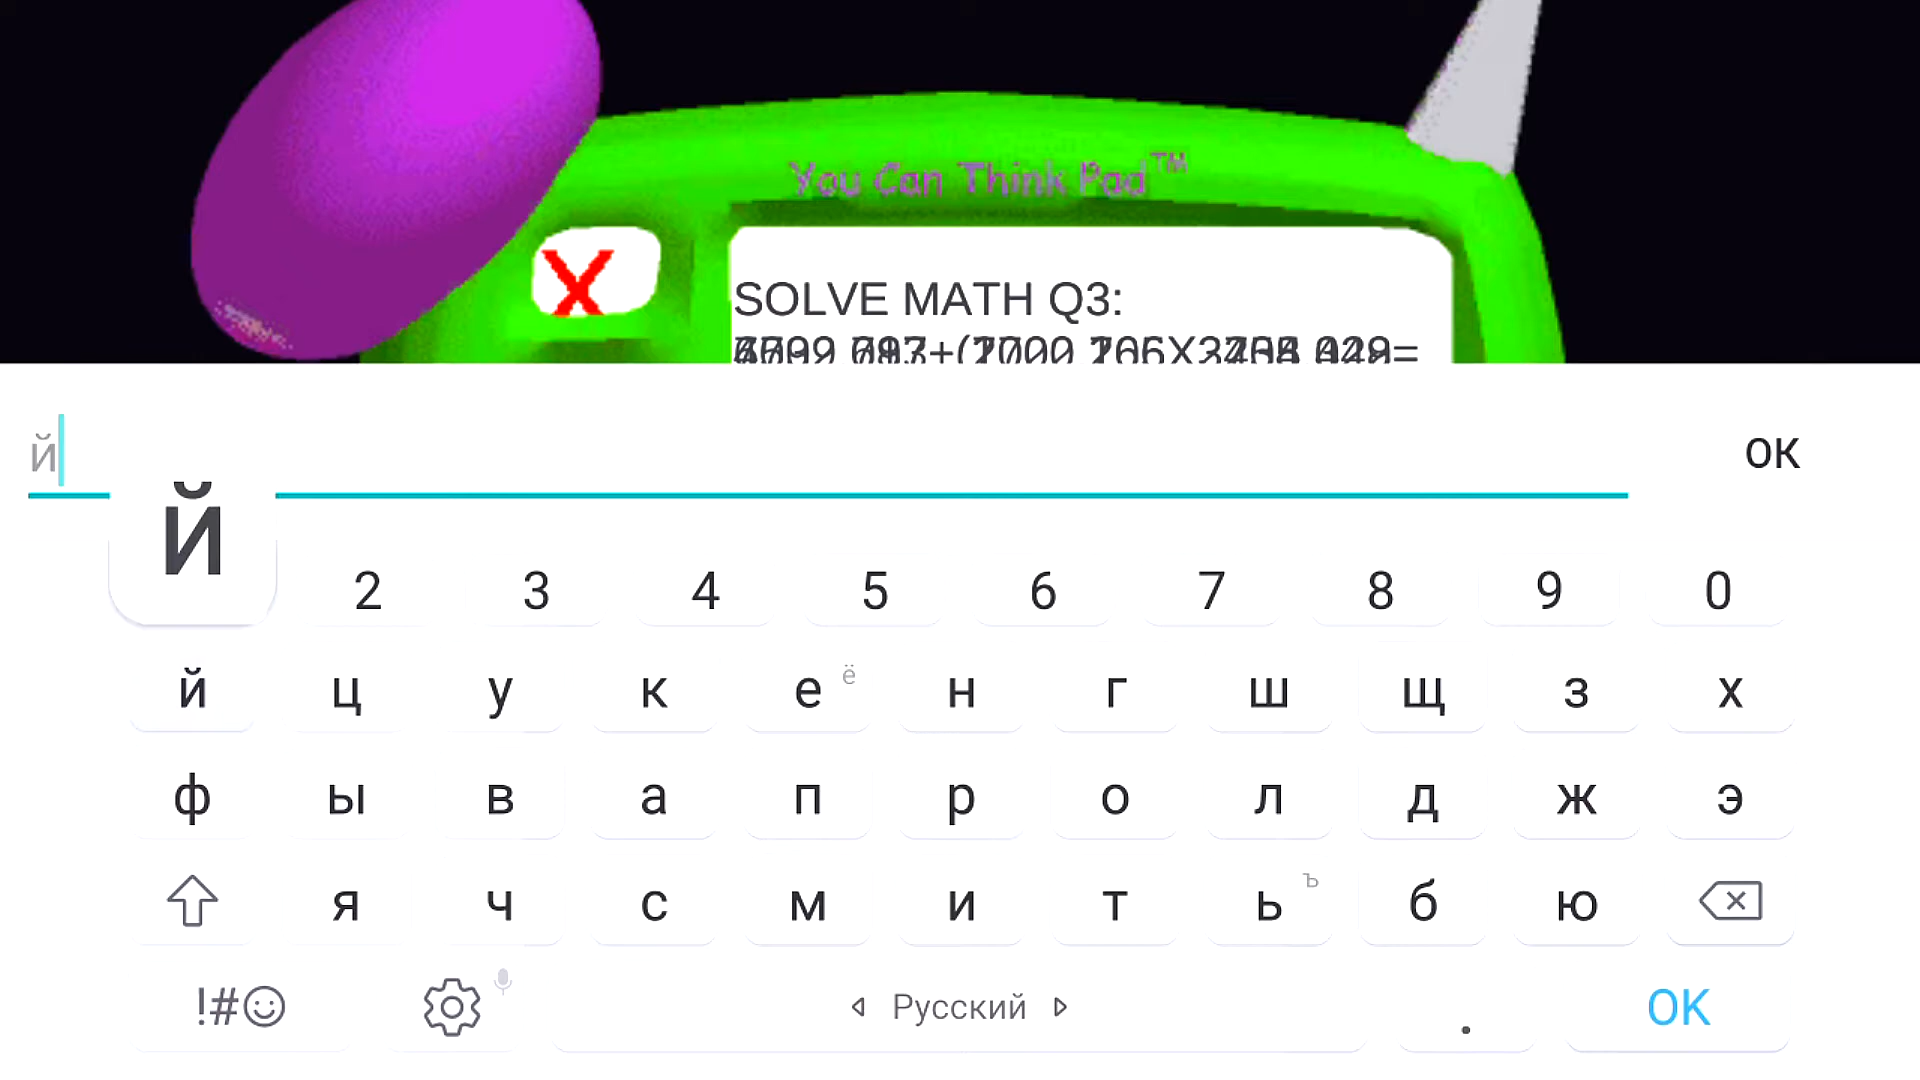 You Can Think Pad™
X
SOLVE MATH Q3:
й
ОК
й
2 3 4 5 6 7 8 9 0
й ц у к е ё н г ш щ з х
ф ы в а п р о л д ж э
я ч с м и т ь ъ б ю
!#☺ Русский . OK